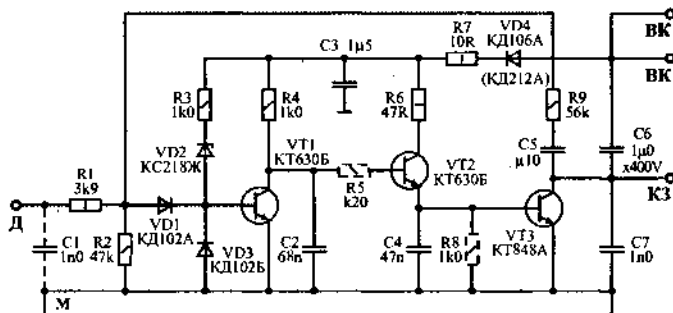 R7
10R
VD4
КД106А
(КД212А)
ВК
ВК
C3 1μ5
R3
1k0
R4
1k0
R6
47R
R9
56k
C6
1μ0
x400V
VD2
КС218Ж
VT1
КТ630Б
C5
μ10
R1
3k9
VT2
КТ630Б
КЗ
Д
R5
k20
VD1
КД102А
VT3
КТ848А
C1
1n0
R2
47k
VD3
КД102Б
C2
68n
C4
47n
R8
1k0
C7
1n0
М